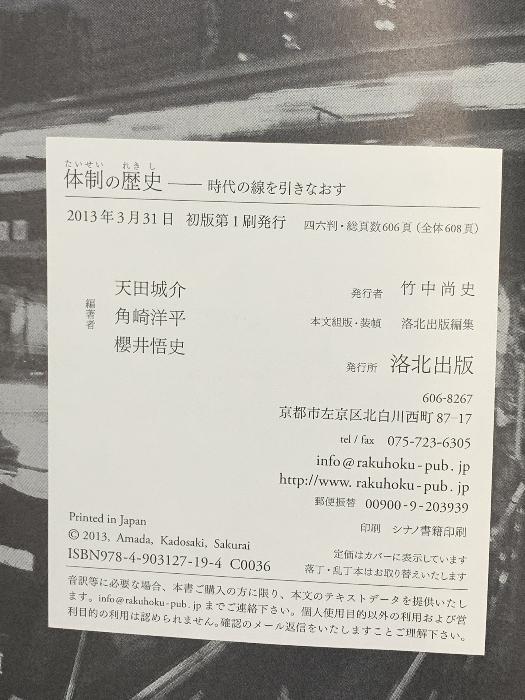 たいせい れきし
体制の歴史――時代の線を引きなおす
2013年3月31日 初版第1刷発行 四六判・総頁数606頁（全体608頁）
編著者
天田城介
角崎洋平
櫻井悟史
発行者 竹中尚史
本文組版・装幀 洛北出版編集
発行所 洛北出版
606-8267
京都市左京区北白川西町87-17
tel / fax 075-723-6305
info@rakuhoku-pub.jp
http://www.rakuhoku-pub.jp
郵便振替 00900-9-203939
印刷 シナノ書籍印刷
Printed in Japan
© 2013, Amada, Kadosaki, Sakurai
ISBN978-4-903127-19-4 C0036
定価はカバーに表示しています
落丁・乱丁本はお取り替えいたします
音訳等に必要な場合、本書ご購入の方に限り、本文のテキストデータを提供いたし
ます。info@rakuhoku-pub.jpまでご連絡下さい。個人使用目的以外の利用および営
利目的の利用は認められません。確認のメール返信をいたしますことご理解下さい。